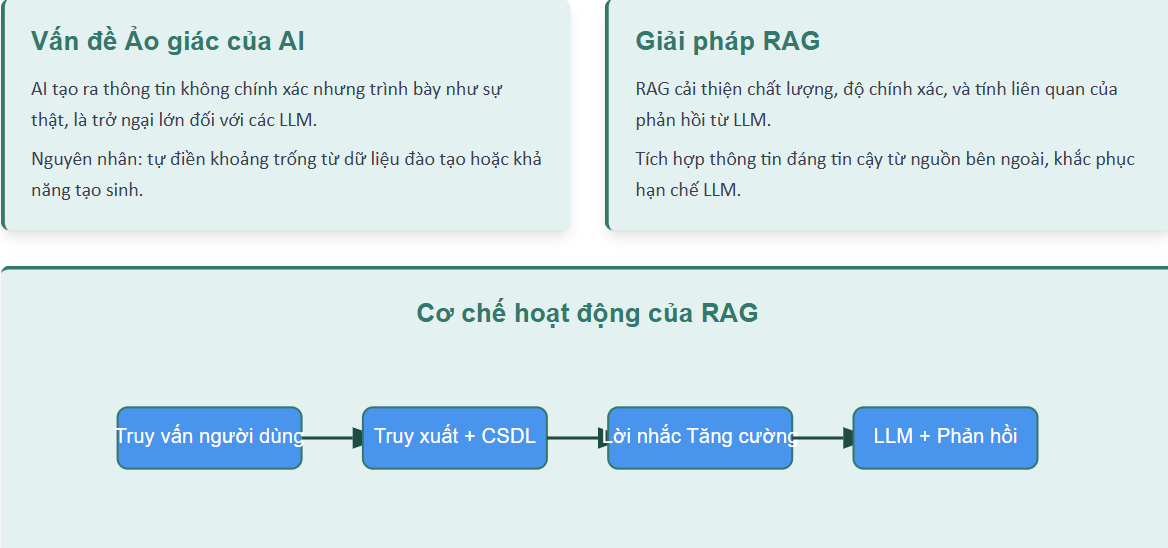 Vấn đề Ảo giác của AI
AI tạo ra thông tin không chính xác nhưng trình bày như sự
thật, là trở ngại lớn đối với các LLM.
Nguyên nhân: tự điền khoảng trống từ dữ liệu đào tạo hoặc khả
năng tạo sinh.
Giải pháp RAG
RAG cải thiện chất lượng, độ chính xác, và tính liên quan của
phản hồi từ LLM.
Tích hợp thông tin đáng tin cậy từ nguồn bên ngoài, khắc phục
hạn chế LLM.
Cơ chế hoạt động của RAG
Truy vấn người dùng
Truy xuất + CSDL
Lời nhắc Tăng cường
LLM + Phản hồi